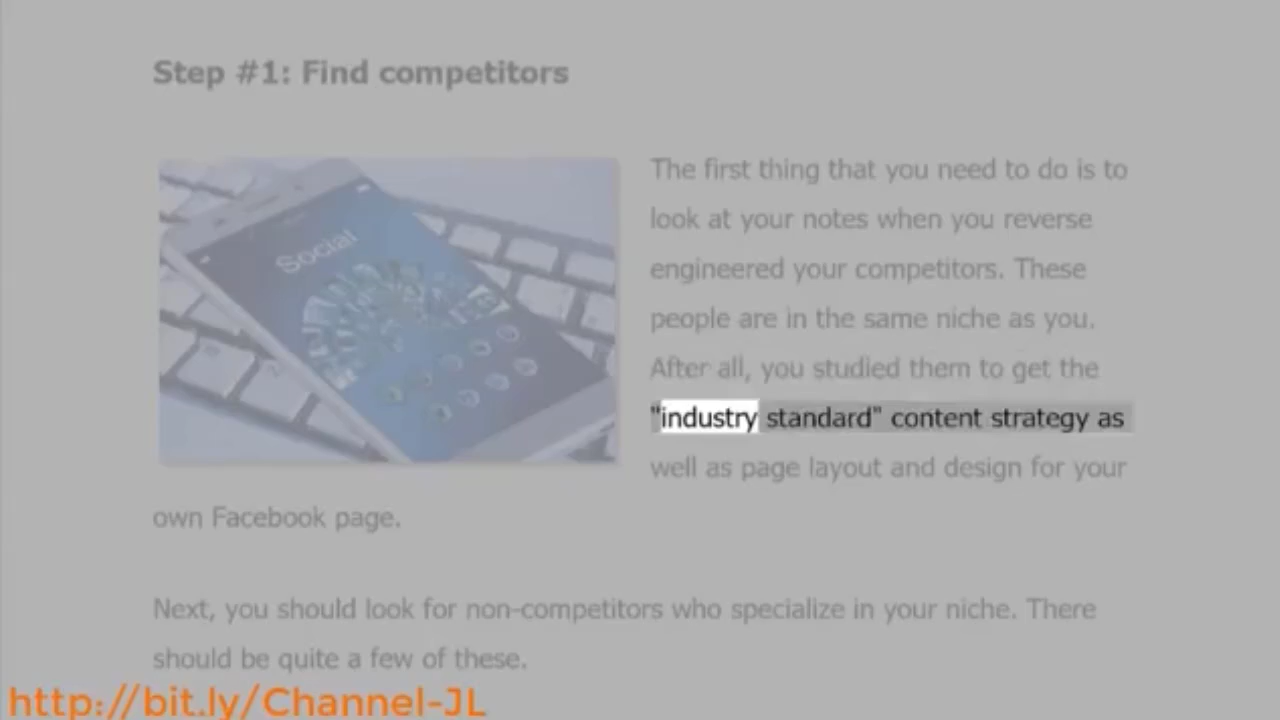 Step #1: Find competitors
Social
The first thing that you need to do is to
look at your notes when you reverse
engineered your competitors. These
people are in the same niche as you.
After all, you studied them to get the
"industry standard" content strategy as
well as page layout and design for your
own Facebook page.
Next, you should look for non-competitors who specialize in your niche. There
should be quite a few of these.
http://bit.ly/Channel-JL